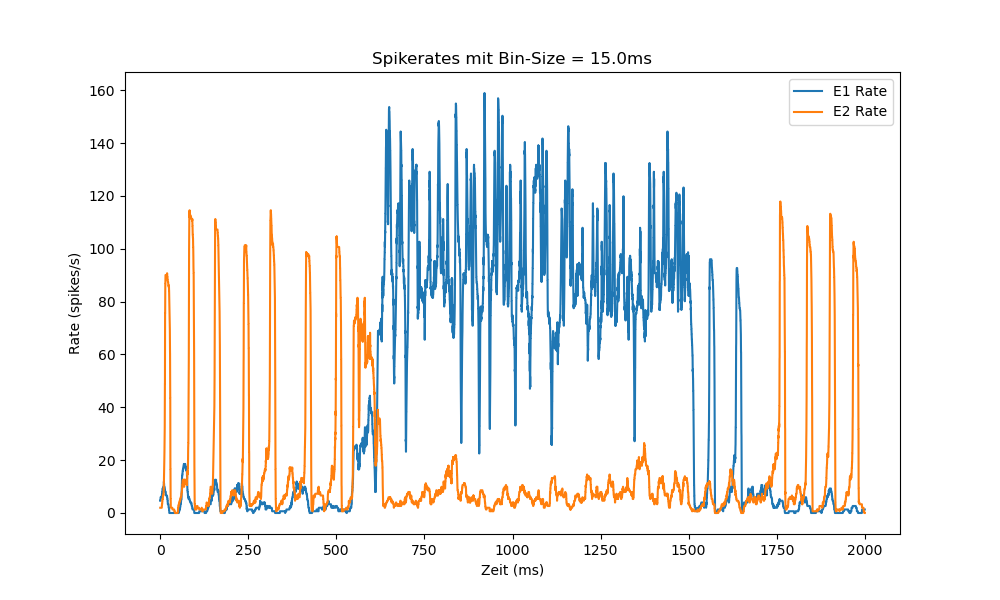 Spikerates mit Bin-Size = 15.0ms
E1 Rate
E2 Rate
Rate (spikes/s)
160
140
120
100
80
60
40
20
0
0 250 500 750 1000 1250 1500 1750 2000
Zeit (ms)